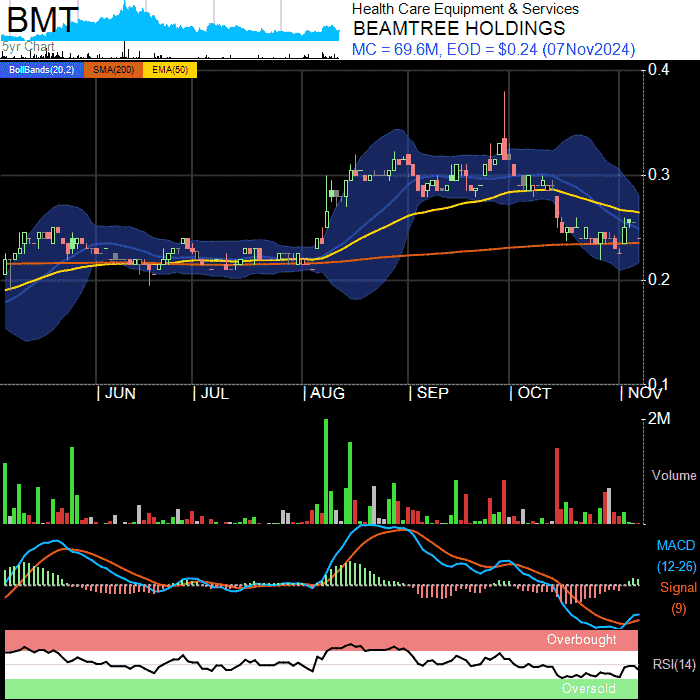 BMT
5yr Chart
Health Care Equipment & Services
BEAMTREE HOLDINGS
MC = 69.6M, EOD = $0.24 (07Nov2024)
BollBands(20,2) SMA(200) EMA(50)
0.4
0.3
0.2
0.1
JUN JUL AUG SEP OCT NOV
2M
Volume
MACD
(12-26)
Signal
(9)
Overbought
RSI(14)
Oversold